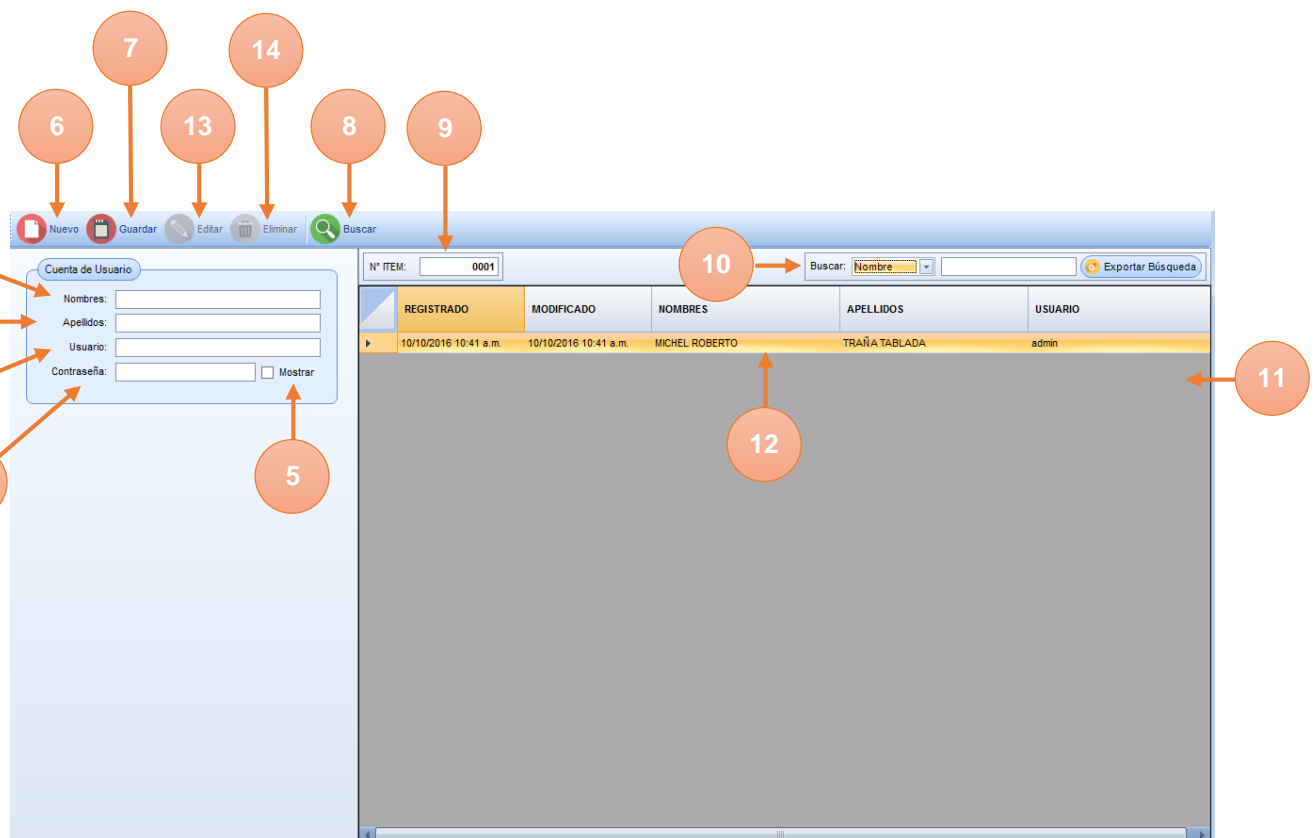 7 14
6 13 8 9
Nuevo Guardar Editar Eliminar Buscar
Cuenta de Usuario
Nombres:
Apellidos:
Usuario:
Contraseña: Mostrar
5
N° ITEM: 0001
10
Buscar: Nombre Exportar Búsqueda
REGISTRADO MODIFICADO NOMBRES APELLIDOS USUARIO
10/10/2016 10:41 a.m. 10/10/2016 10:41 a.m. MICHEL ROBERTO TRAÑA TABLADA admin
11
12